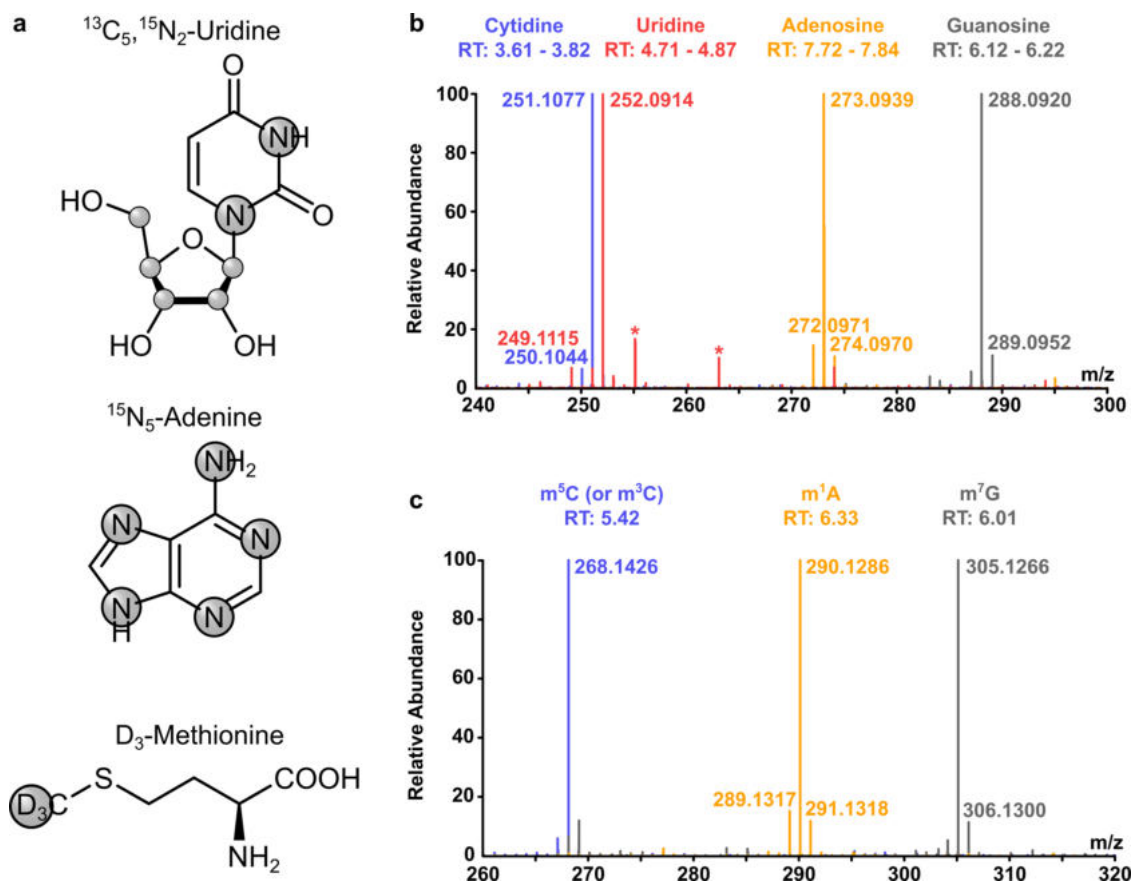 a
¹³C₅,¹⁵N₂-Uridine
O
NH
N
O
HO
O
HO
OH
¹⁵N₅-Adenine
NH₂
N
N
N
H
N
D₃-Methionine
D₃C
S
COOH
NH₂
b
Cytidine Uridine Adenosine Guanosine
RT: 3.61 - 3.82 RT: 4.71 - 4.87 RT: 7.72 - 7.84 RT: 6.12 - 6.22
Relative Abundance
100
80
60
40
20
0
251.1077 252.0914 273.0939 288.0920
* *
249.1115 272.0971
250.1044 274.0970 289.0952
m/z
240 250 260 270 280 290 300
c
m⁵C (or m³C) m¹A m⁷G
RT: 5.42 RT: 6.33 RT: 6.01
Relative Abundance
100
80
60
40
20
0
268.1426 290.1286 305.1266
289.1317 291.1318 306.1300
m/z
260 270 280 290 300 310 320